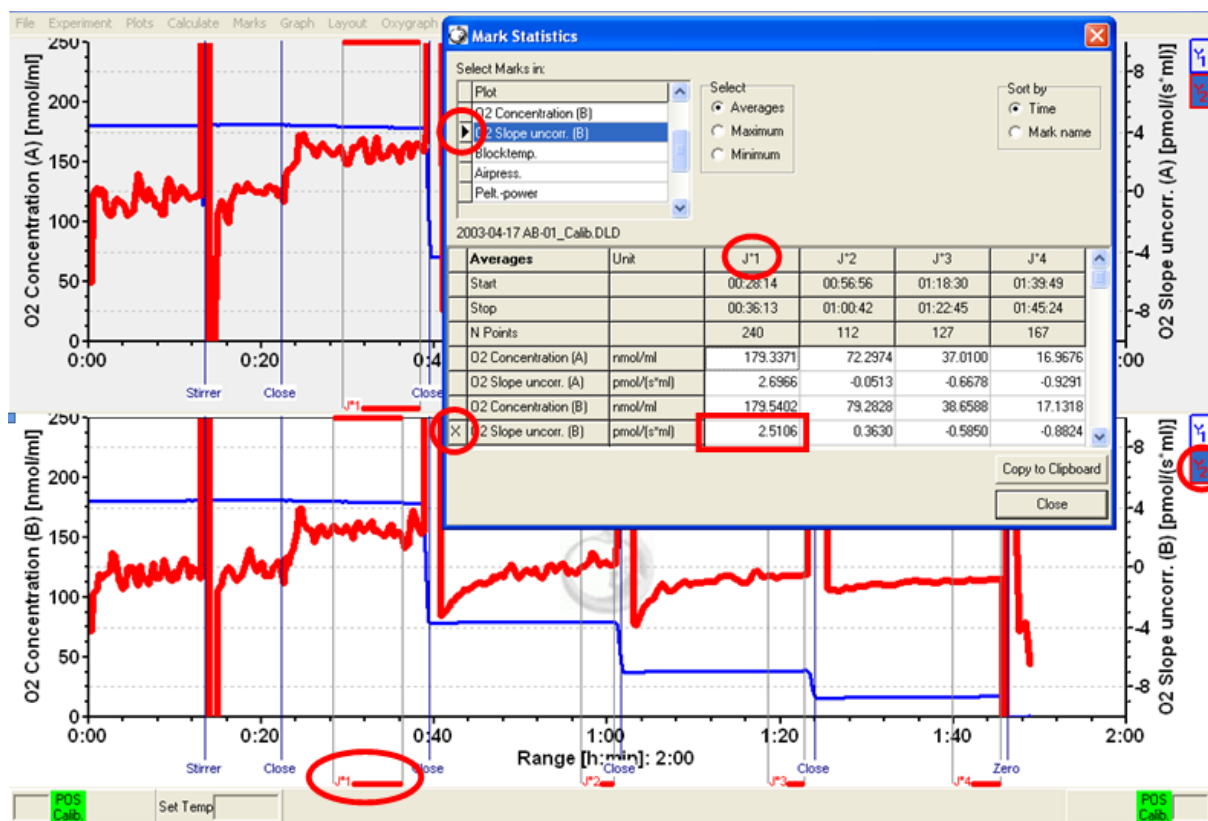 File Experiment Plots Calculate Marks Graph Layout Oxygraph
Mark Statistics
Select Marks in:
Plot
O2 Concentration (B)
O2 Slope uncorr. (B)
Blocktemp.
Airpress.
Pelt.-power
Select
Averages
Maximum
Minimum
Sort by
Time
Mark name
2003-04-17 AB-01_Calib.DLD
Averages Unit J°1 J°2 J°3 J°4
Start 00:28:14 00:56:56 01:18:30 01:39:49
Stop 00:36:13 01:00:42 01:22:45 01:45:24
N Points 240 112 127 167
O2 Concentration (A) nmol/ml 179.3371 72.2974 37.0100 16.9676
O2 Slope uncorr. (A) pmol/(s*ml) 2.6966 -0.0513 -0.6678 -0.9291
O2 Concentration (B) nmol/ml 179.5402 79.2828 38.6588 17.1318
X O2 Slope uncorr. (B) pmol/(s*ml) 2.5106 0.3630 -0.5850 -0.8824
Copy to Clipboard
Close
O2 Concentration (A) [nmol/ml]
250
200
150
100
50
0
0:00 0:20 0:4 :00
Stirrer Close Close
J°1
8
4
0
-4
-8
O2 Slope uncorr. (A) [pmol/(s*ml)]
Y1
Y2
O2 Concentration (B) [nmol/ml]
250
200
150
100
50
0
0:00 0:20 0:40 1:00 1:20 1:40 2:00
Range [h:min]: 2:00
Stirrer Close Close Close Close Zero
J°1 J°2 J°3 J°4
8
4
0
-4
-8
O2 Slope uncorr. (B) [pmol/(s*ml)]
Y1
Y2
POS
Calib.
Set Temp
POS
Calib.